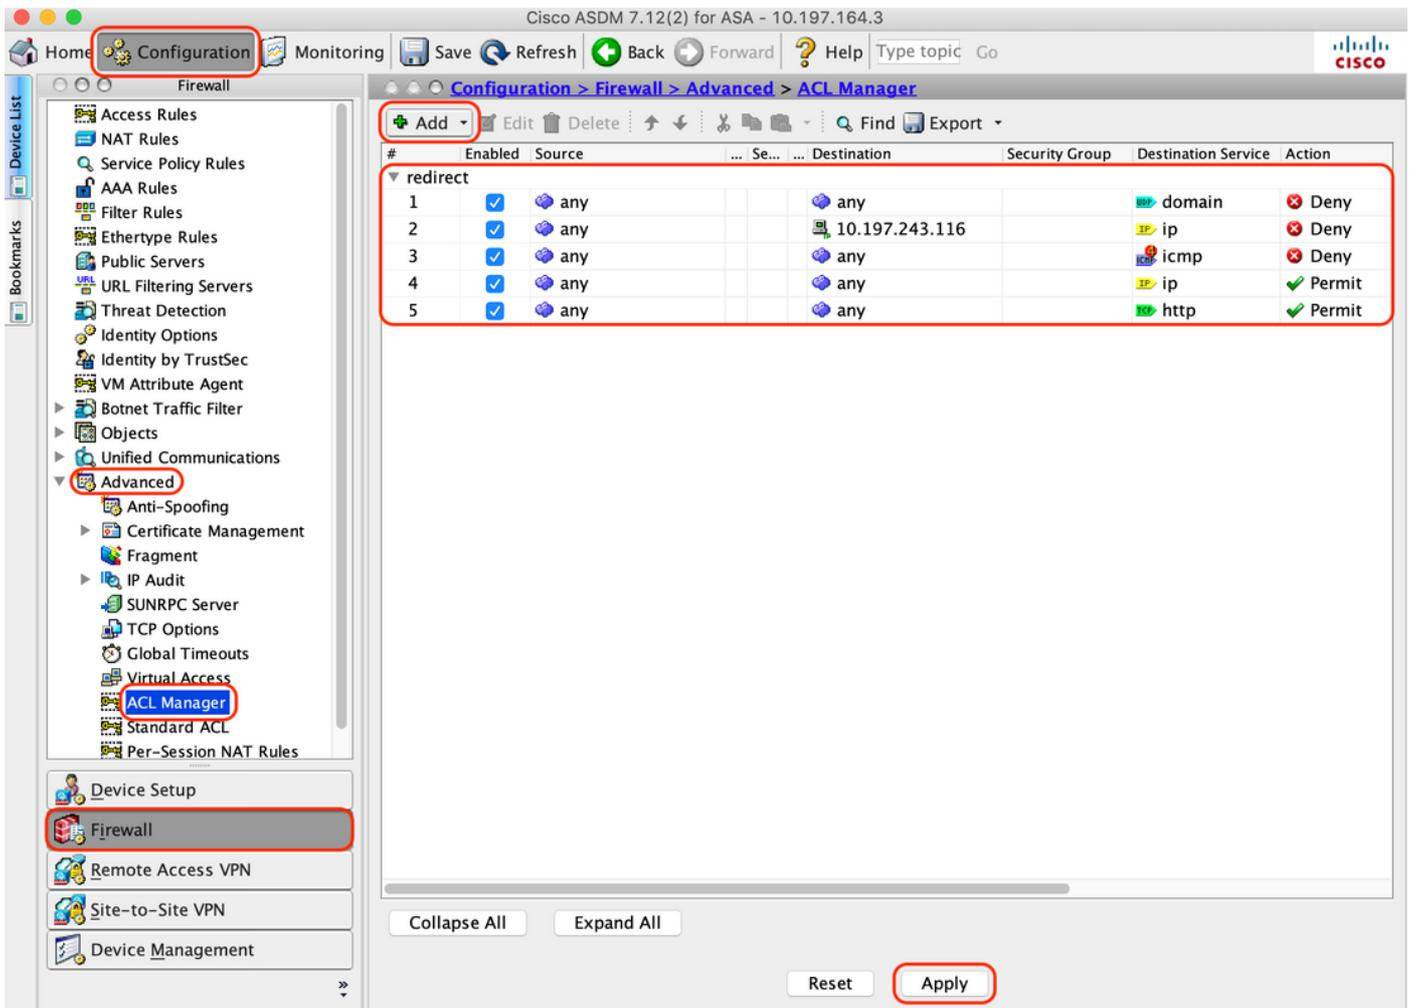 Cisco ASDM 7.12(2) for ASA - 10.197.164.3
Home Configuration Monitoring Save Refresh Back Forward Help Type topic Go
CISCO
Device List
Bookmarks
Firewall
Access Rules
NAT Rules
Service Policy Rules
AAA Rules
Filter Rules
Ethertype Rules
Public Servers
URL Filtering Servers
Threat Detection
Identity Options
Identity by TrustSec
VM Attribute Agent
Botnet Traffic Filter
Objects
Unified Communications
Advanced
Anti-Spoofing
Certificate Management
Fragment
IP Audit
SUNRPC Server
TCP Options
Global Timeouts
Virtual Access
ACL Manager
Standard ACL
Per-Session NAT Rules
Device Setup
Firewall
Remote Access VPN
Site-to-Site VPN
Device Management
Configuration > Firewall > Advanced > ACL Manager
Add Edit Delete Find Export
# Enabled Source ... Se... ... Destination Security Group Destination Service Action
redirect
1 any any UDP domain Deny
2 any 10.197.243.116 IP ip Deny
3 any any ICMP icmp Deny
4 any any IP ip Permit
5 any any TCP http Permit
Collapse All Expand All
Reset Apply